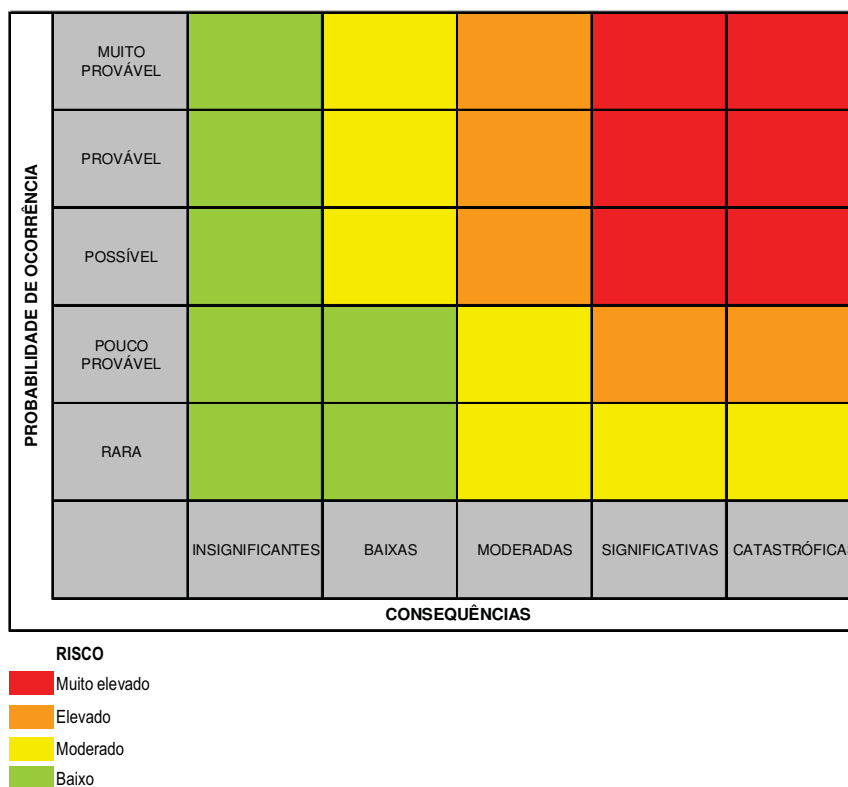 PROBABILIDADE DE OCORRÊNCIA
MUITO
PROVÁVEL
PROVÁVEL
POSSÍVEL
POUCO
PROVÁVEL
RARA
INSIGNIFICANTES
BAIXAS
MODERADAS
SIGNIFICATIVAS
CATASTRÓFICAS
CONSEQUÊNCIAS
RISCO
Muito elevado
Elevado
Moderado
Baixo